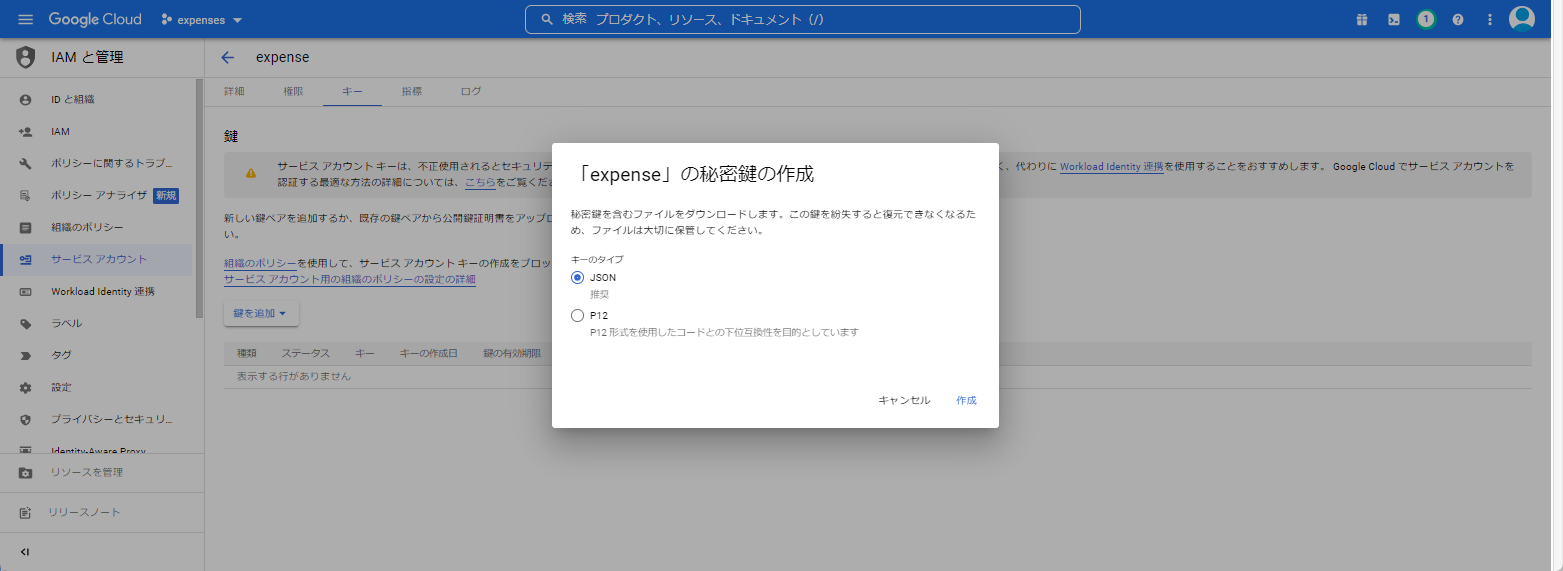 Google Cloud
expenses
検索 プロダクト、リソース、ドキュメント (/)
1
IAM と管理
ID と組織
IAM
ポリシーに関するトラブ...
ポリシー アナライザ 新規
組織のポリシー
サービス アカウント
Workload Identity 連携
ラベル
タグ
設定
プライバシーとセキュリ...
Identity-Aware Proxy
リソースを管理
リリースノート
expense
詳細 権限 キー 指標 ログ
鍵
サービス アカウント キーは、不正使用されるとセキュリテ
く、代わりに Workload Identity 連携を使用することをおすすめします。 Google Cloud でサービス アカウントを
認証する最適な方法の詳細については、こちらをご覧くださ
新しい鍵ペアを追加するか、既存の鍵ペアから公開鍵証明書をアップロ
い。
組織のポリシーを使用して、サービス アカウント キーの作成をブロッ
サービス アカウント用の組織のポリシーの設定の詳細
鍵を追加
種類 ステータス キー キーの作成日 鍵の有効期限
表示する行がありません
「expense」の秘密鍵の作成
秘密鍵を含むファイルをダウンロードします。この鍵を紛失すると復元できなくなるた
め、ファイルは大切に保管してください。
キーのタイプ
JSON
推奨
P12
P12 形式を使用したコードとの下位互換性を目的としています
キャンセル 作成